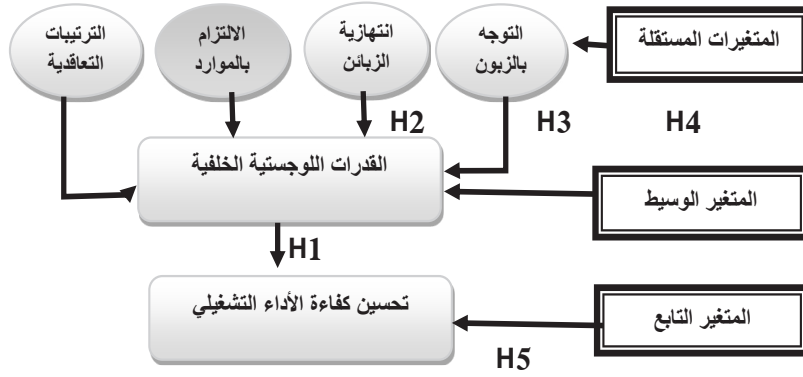 المتغيرات المستقلة
التوجه
بالزبون
انتهازية
الزبائن
الالتزام
بالموارد
الترتيبات
التعاقدية
H2
H3
H4
القدرات اللوجستية الخلفية
المتغير الوسيط
H1
تحسين كفاءة الأداء التشغيلي
المتغير التابع
H5